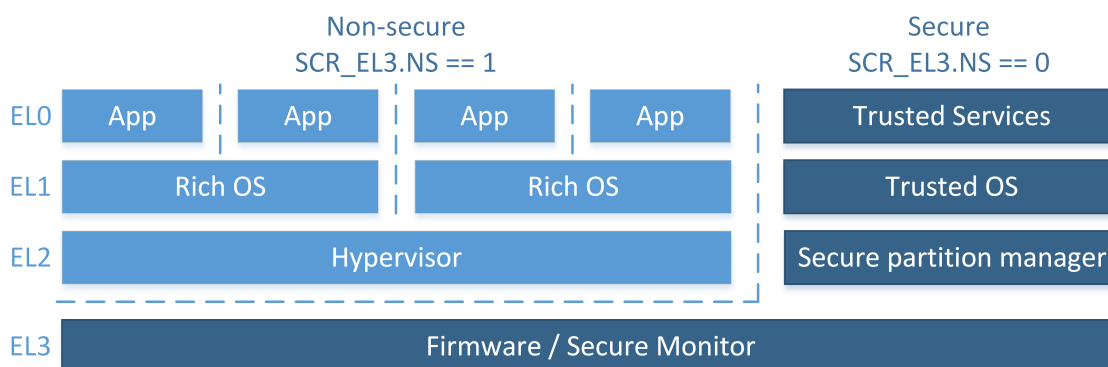 Non-secure
SCR_EL3.NS == 1
Secure
SCR_EL3.NS == 0
EL0
App
App
App
App
Trusted Services
EL1
Rich OS
Rich OS
Trusted OS
EL2
Hypervisor
Secure partition manager
EL3
Firmware / Secure Monitor